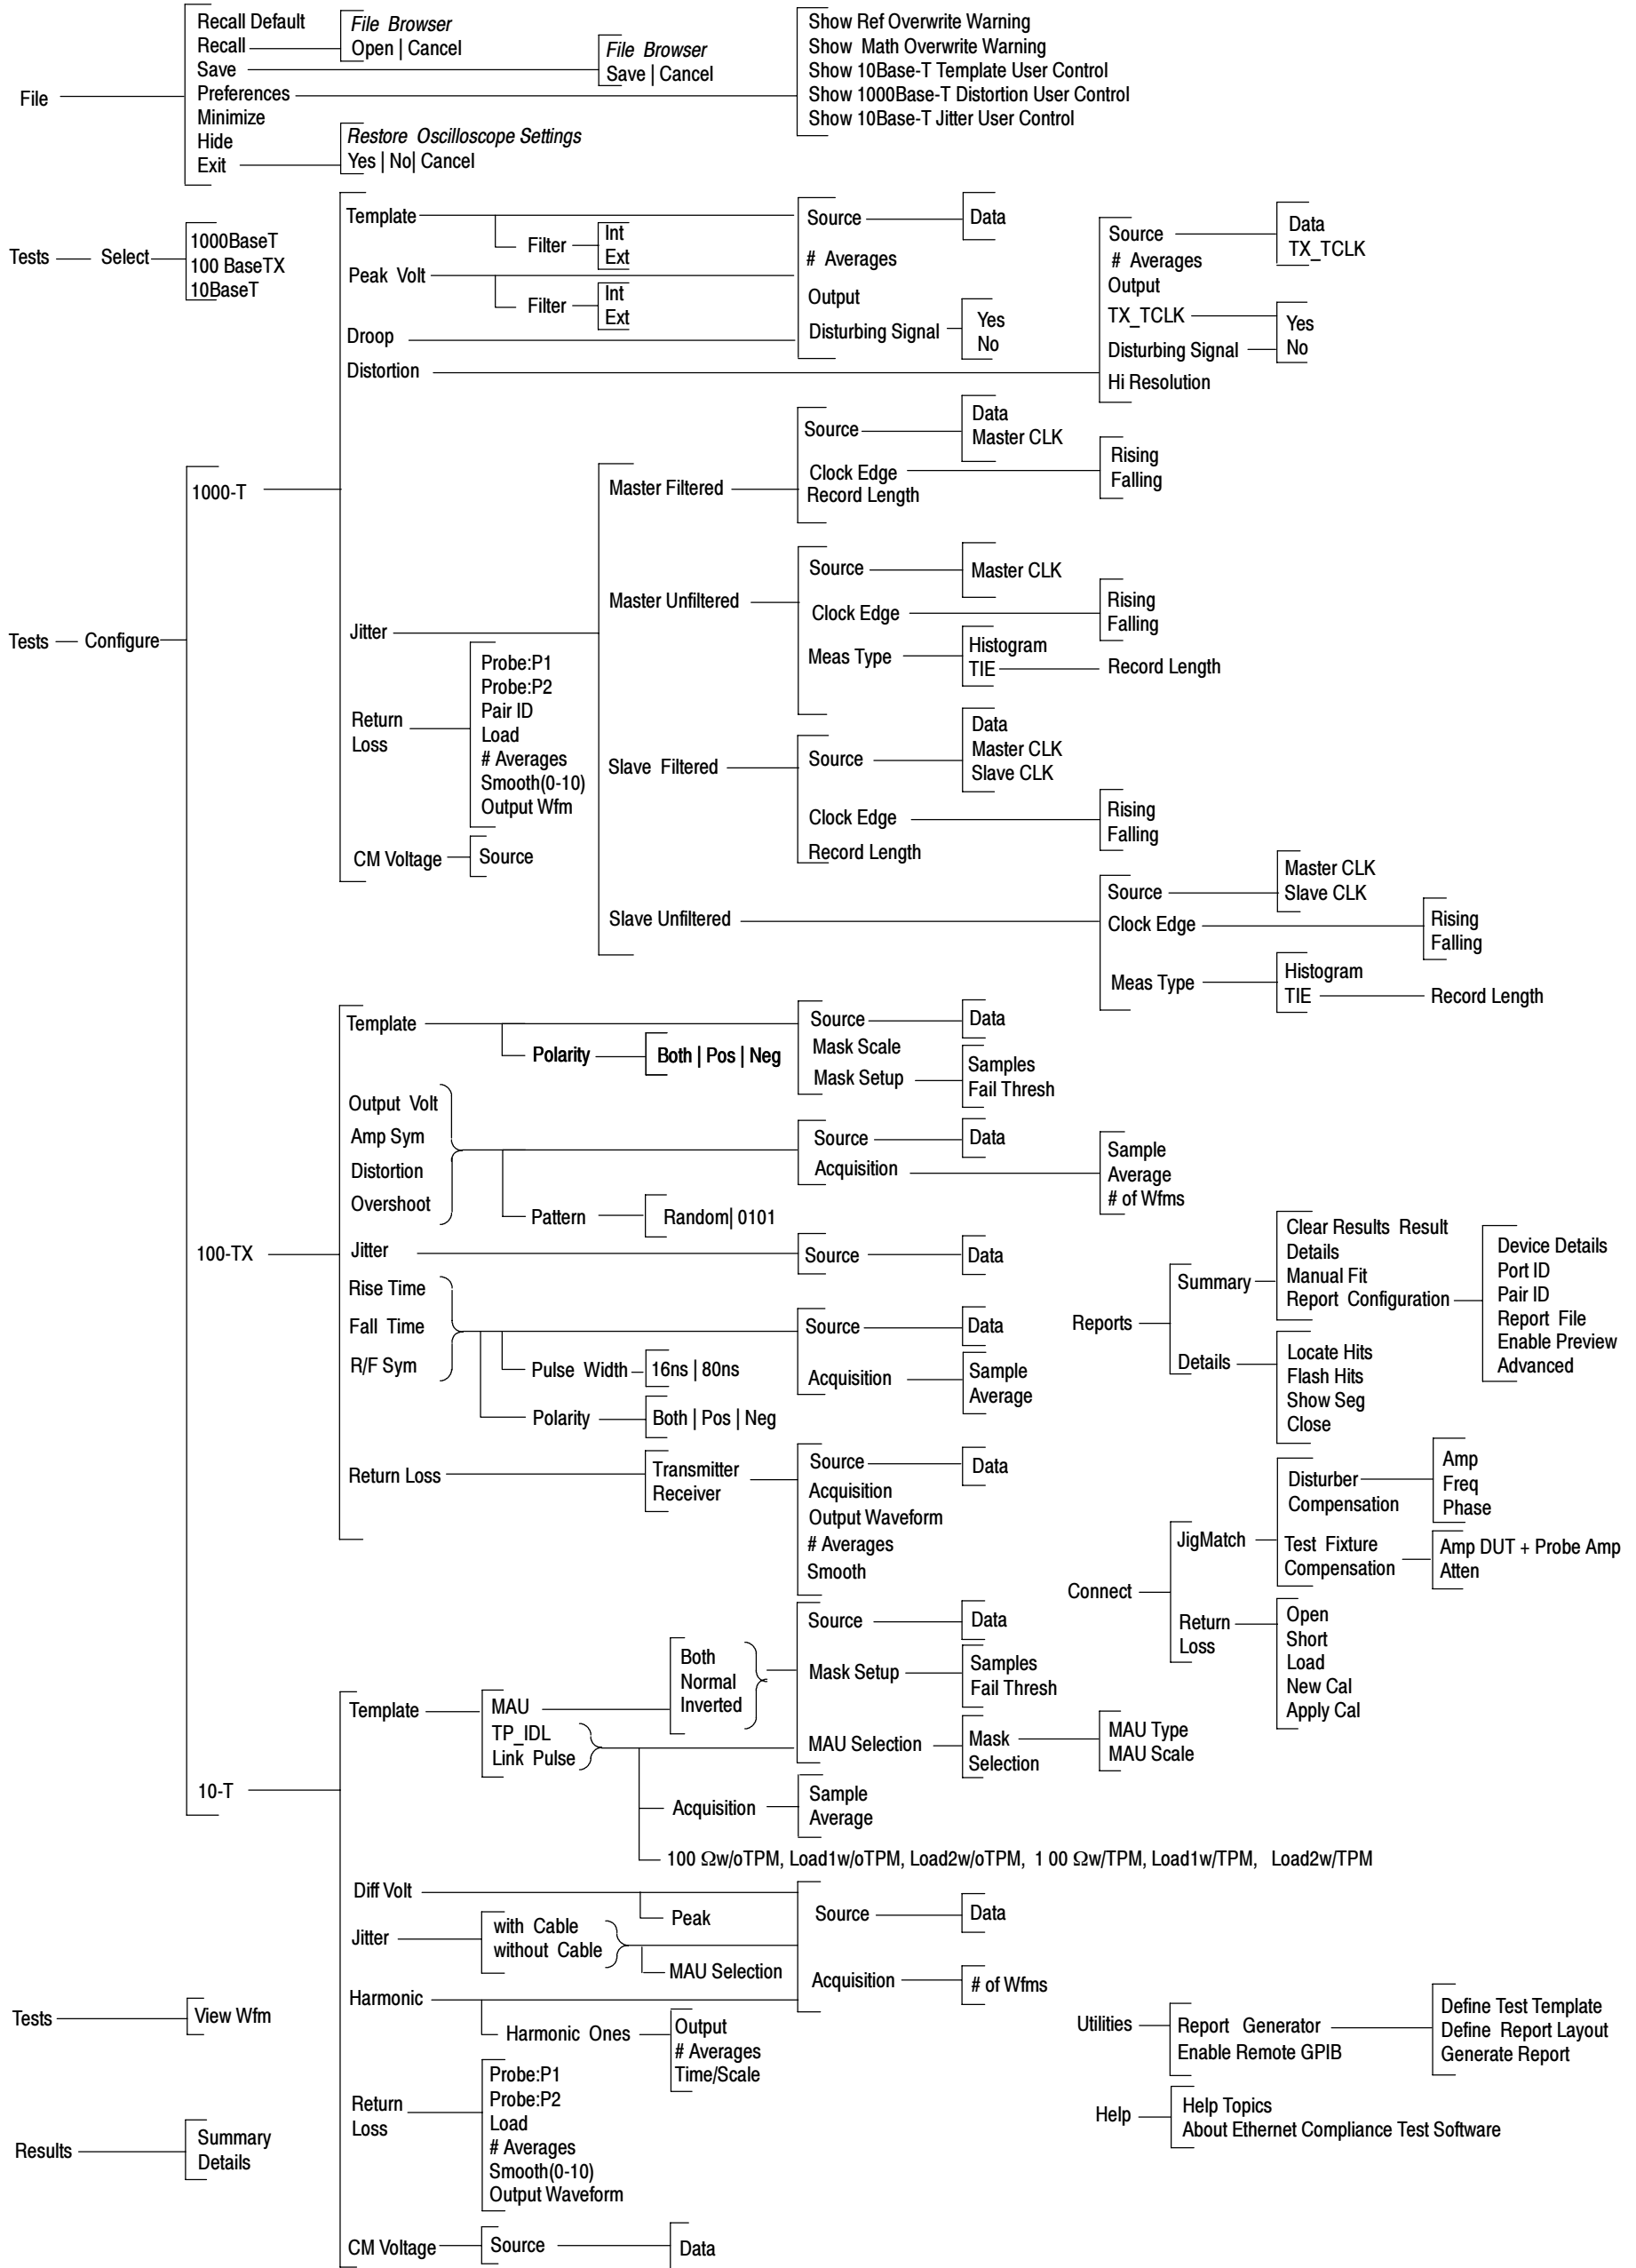 File
Recall Default
Recall
Save
Preferences
Minimize
Hide
Exit
File Browser
Open | Cancel
File Browser
Save | Cancel
Show Ref Overwrite Warning
Show Math Overwrite Warning
Show 10Base-T Template User Control
Show 1000Base-T Distortion User Control
Show 10Base-T Jitter User Control
Restore Oscilloscope Settings
Yes | No| Cancel
Tests
Select
1000BaseT
100 BaseTX
10BaseT
Tests
Configure
1000-T
Template
Filter
Int
Ext
Peak Volt
Filter
Int
Ext
Droop
Distortion
Source
Data
# Averages
Output
Disturbing Signal
Yes
No
Source
Data
TX_TCLK
# Averages
Output
TX_TCLK
Disturbing Signal
Yes
No
Hi Resolution
Jitter
Master Filtered
Source
Data
Master CLK
Clock Edge
Rising
Falling
Record Length
Master Unfiltered
Source
Master CLK
Clock Edge
Rising
Falling
Meas Type
Histogram
TIE
Record Length
Slave Filtered
Source
Data
Master CLK
Slave CLK
Clock Edge
Rising
Falling
Record Length
Slave Unfiltered
Source
Master CLK
Slave CLK
Clock Edge
Rising
Falling
Meas Type
Histogram
TIE
Record Length
Return
Loss
Probe:P1
Probe:P2
Pair ID
Load
# Averages
Smooth(0-10)
Output Wfm
CM Voltage
Source
100-TX
Template
Polarity
Both | Pos | Neg
Source
Data
Mask Scale
Mask Setup
Samples
Fail Thresh
Output Volt
Amp Sym
Distortion
Overshoot
Pattern
Random| 0101
Source
Data
Acquisition
Sample
Average
# of Wfms
Jitter
Source
Data
Rise Time
Fall Time
R/F Sym
Pulse Width
16ns | 80ns
Polarity
Both | Pos | Neg
Source
Data
Acquisition
Sample
Average
Return Loss
Transmitter
Receiver
Source
Data
Acquisition
Output Waveform
# Averages
Smooth
Reports
Summary
Clear Results Result
Details
Manual Fit
Report Configuration
Device Details
Port ID
Pair ID
Report File
Enable Preview
Advanced
Details
Locate Hits
Flash Hits
Show Seg
Close
Connect
JigMatch
Disturber
Compensation
Amp
Freq
Phase
Test Fixture
Compensation
Amp DUT + Probe Amp
Atten
Return
Loss
Open
Short
Load
New Cal
Apply Cal
10-T
Template
MAU
TP_IDL
Link Pulse
Both
Normal
Inverted
Source
Data
Mask Setup
Samples
Fail Thresh
MAU Selection
Mask
Selection
MAU Type
MAU Scale
Acquisition
Sample
Average
100 Ωw/oTPM, Load1w/oTPM, Load2w/oTPM, 1 00 Ωw/TPM, Load1w/TPM, Load2w/TPM
Diff Volt
Peak
Jitter
with Cable
without Cable
MAU Selection
Source
Data
Acquisition
# of Wfms
Harmonic
Harmonic Ones
Output
# Averages
Time/Scale
Return
Loss
Probe:P1
Probe:P2
Load
# Averages
Smooth(0-10)
Output Waveform
CM Voltage
Source
Data
Tests
View Wfm
Results
Summary
Details
Utilities
Report Generator
Enable Remote GPIB
Define Test Template
Define Report Layout
Generate Report
Help
Help Topics
About Ethernet Compliance Test Software